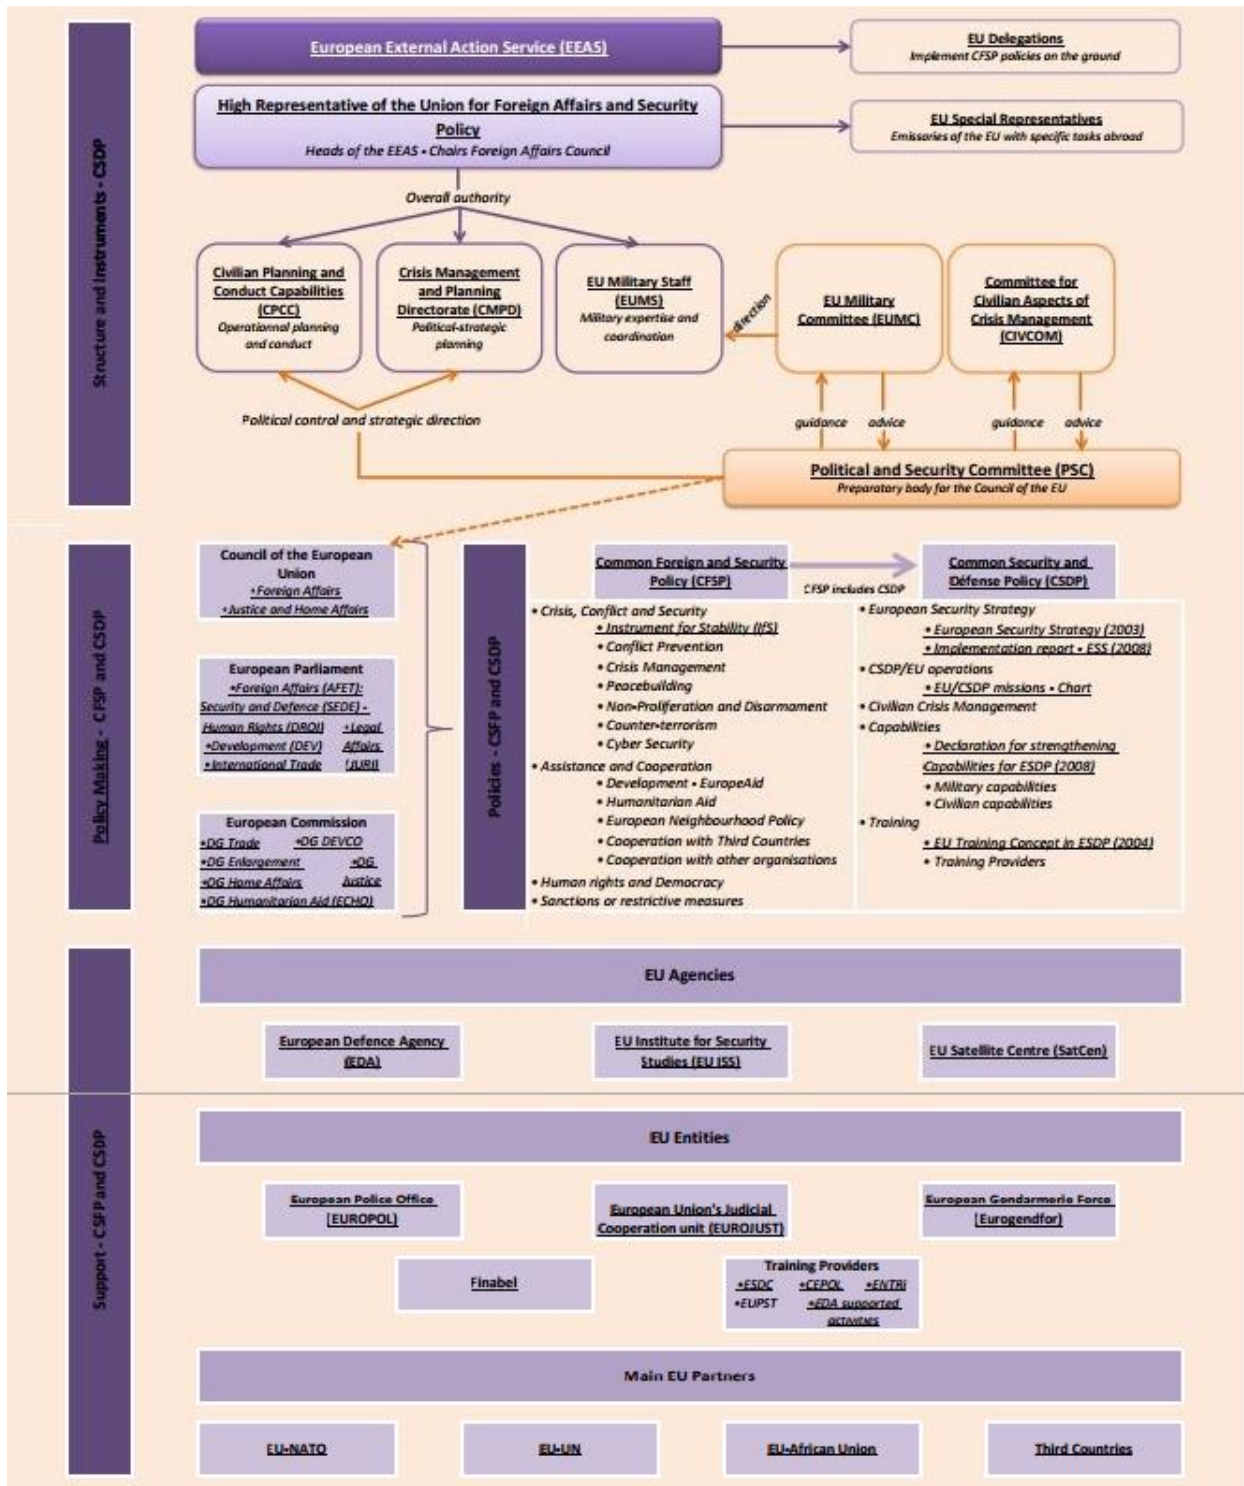 Structure and Instruments - CSDP
European External Action Service (EEAS)
EU Delegations
Implement CFSP policies on the ground
High Representative of the Union for Foreign Affairs and Security
Policy
Heads of the EEAS • Chairs Foreign Affairs Council
EU Special Representatives
Emissaries of the EU with specific tasks abroad
Overall authority
Civilian Planning and
Conduct Capabilities
(CPCC)
Operationnal planning
and conduct
Crisis Management
and Planning
Directorate (CMPD)
Political-strategic
planning
EU Military Staff
(EUMS)
Military expertise and
coordination
direction
EU Military
Committee (EUMC)
Committee for
Civilian Aspects of
Crisis Management
(CIVCOM)
Political control and strategic direction
guidance
advice
guidance
advice
Political and Security Committee (PSC)
Preparatory body for the Council of the EU
Policy Making - CFSP and CSDP
Council of the European
Union
•Foreign Affairs
•Justice and Home Affairs
European Parliament
•Foreign Affairs (AFET):
Security and Defence (SEDE) •
Human Rights (DROI) •Legal
•Development (DEV) Affairs
•International Trade (JURI)
European Commission
•DG Trade •DG DEVCO
•DG Enlargement •DG
•DG Home Affairs Justice
•DG Humanitarian Aid (ECHO)
Policies - CSFP and CSDP
Common Foreign and Security
Policy (CFSP)
CFSP includes CSDP
Common Security and
Défense Policy (CSDP)
• Crisis, Conflict and Security
• Instrument for Stability (IfS)
• Conflict Prevention
• Crisis Management
• Peacebuilding
• Non-Proliferation and Disarmament
• Counter-terrorism
• Cyber Security
• Assistance and Cooperation
• Development • EuropeAid
• Humanitarian Aid
• European Neighbourhood Policy
• Cooperation with Third Countries
• Cooperation with other organisations
• Human rights and Democracy
• Sanctions or restrictive measures
• European Security Strategy
• European Security Strategy (2003)
• Implementation report • ESS (2008)
• CSDP/EU operations
• EU/CSDP missions • Chart
• Civilian Crisis Management
• Capabilities
• Declaration for strengthening
Capabilities for ESDP (2008)
• Military capabilities
• Civilian capabilities
• Training
• EU Training Concept in ESDP (2004)
• Training Providers
Support - CSFP and CSDP
EU Agencies
European Defence Agency
(EDA)
EU Institute for Security
Studies (EU ISS)
EU Satellite Centre (SatCen)
EU Entities
European Police Office
(EUROPOL)
European Union's Judicial
Cooperation unit (EUROJUST)
European Gendarmerie Force
(Eurogendfor)
Finabel
Training Providers
•ESDC •CEPOL •ENTRi
•EUPST •EDA supported
activities
Main EU Partners
EU-NATO
EU-UN
EU-African Union
Third Countries